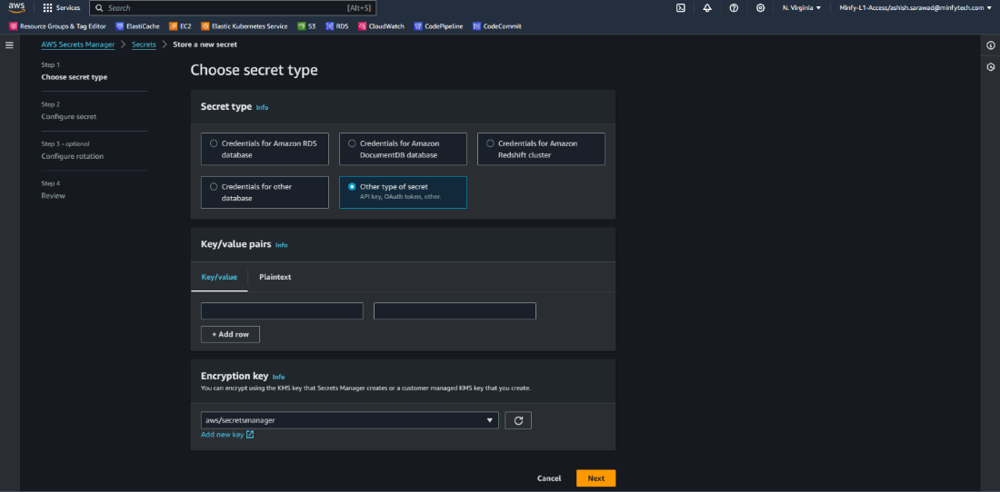 aws
Services
Search
[Alt+S]
N. Virginia
Minfy-L1-Access/ashish.sarawad@minfytech.com
Resource Groups & Tag Editor
ElastiCache
EC2
Elastic Kubernetes Service
S3
RDS
CloudWatch
CodePipeline
CodeCommit
AWS Secrets Manager
Secrets
Store a new secret
Step 1
Choose secret type
Step 2
Configure secret
Step 3 - optional
Configure rotation
Step 4
Review
Choose secret type
Secret type Info
Credentials for Amazon RDS
database
Credentials for Amazon
DocumentDB database
Credentials for Amazon
Redshift cluster
Credentials for other
database
Other type of secret
API key, OAuth token, other.
Key/value pairs Info
Key/value
Plaintext
+ Add row
Encryption key Info
You can encrypt using the KMS key that Secrets Manager creates or a customer managed KMS key that you create.
aws/secretsmanager
Add new key
Cancel
Next